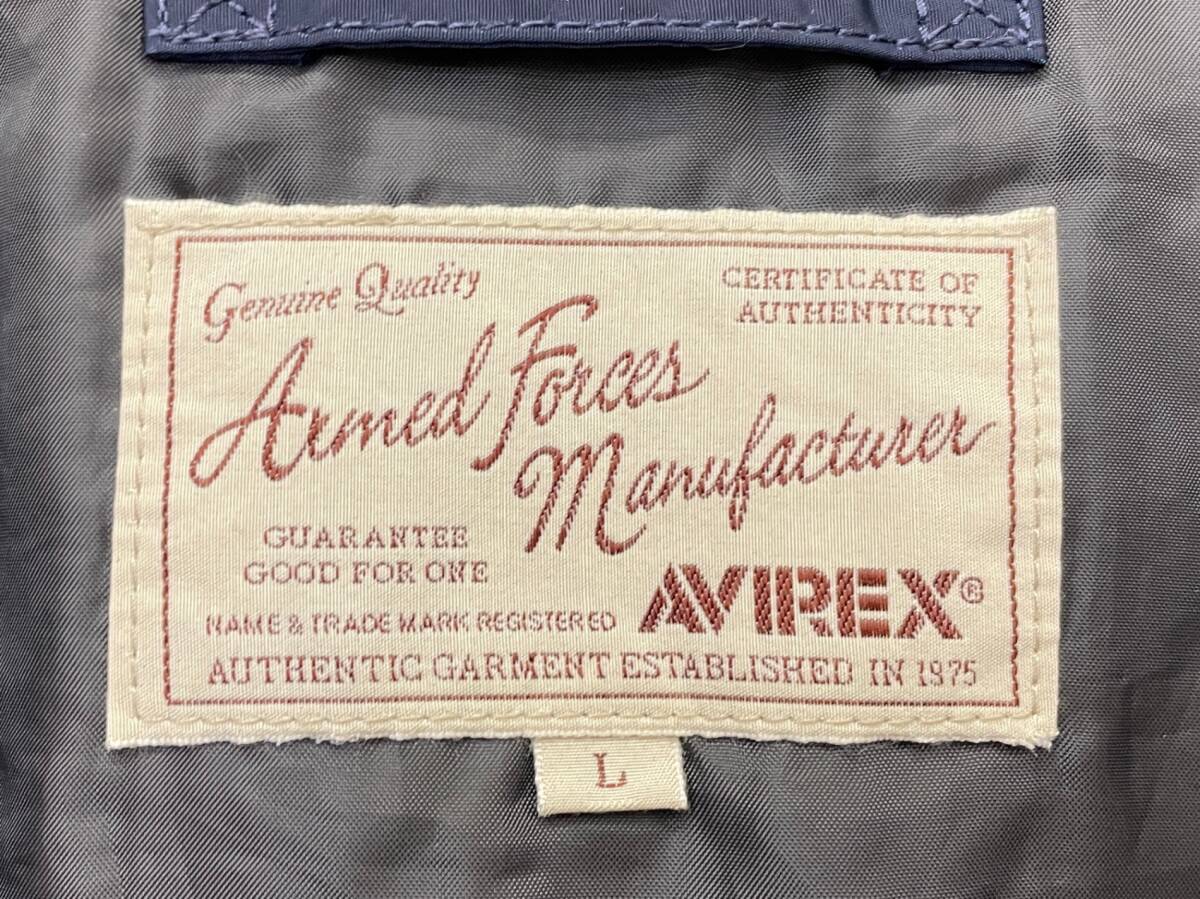 Genuine Quality
CERTIFICATE OF
AUTHENTICITY
Armed Forces
Manufacturer
GUARANTEE
GOOD FOR ONE
NAME & TRADE MARK REGISTERED
AVIREX®
AUTHENTIC GARMENT ESTABLISHED IN 1975
L